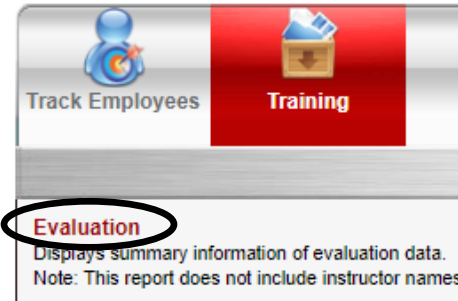 Track Employees
Training
Evaluation
Displays summary information of evaluation data.
Note: This report does not include instructor names